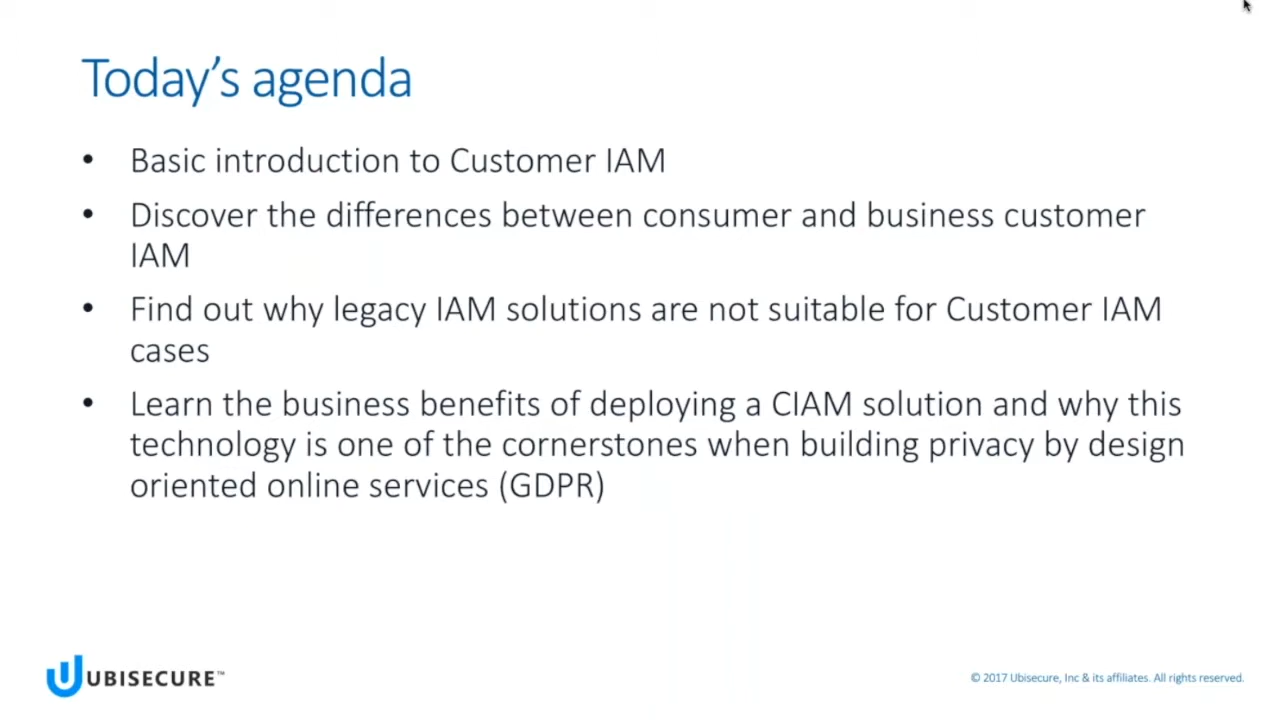 Today's agenda
• Basic introduction to Customer IAM
• Discover the differences between consumer and business customer
IAM
• Find out why legacy IAM solutions are not suitable for Customer IAM
cases
• Learn the business benefits of deploying a CIAM solution and why this
technology is one of the cornerstones when building privacy by design
oriented online services (GDPR)
UBISECURE™
© 2017 Ubisecure, Inc & its affiliates. All rights reserved.